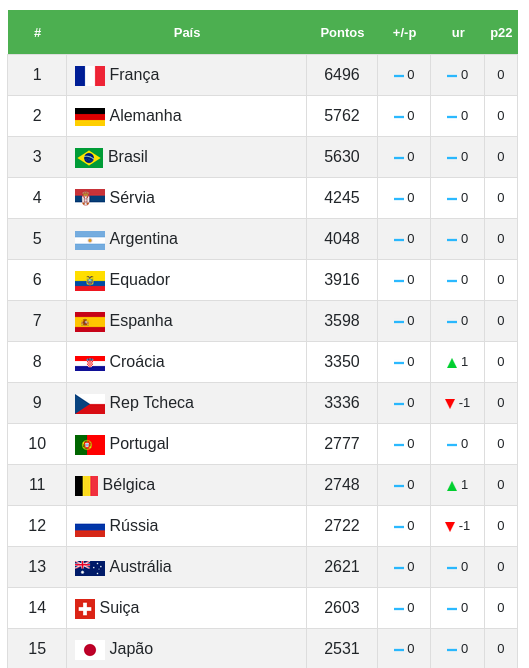 # País Pontos +/-p ur p22
1 França 6496 0 0 0
2 Alemanha 5762 0 0 0
3 Brasil 5630 0 0 0
4 Sérvia 4245 0 0 0
5 Argentina 4048 0 0 0
6 Equador 3916 0 0 0
7 Espanha 3598 0 0 0
8 Croácia 3350 0 1 0
9 Rep Tcheca 3336 0 -1 0
10 Portugal 2777 0 0 0
11 Bélgica 2748 0 1 0
12 Rússia 2722 0 -1 0
13 Austrália 2621 0 0 0
14 Suiça 2603 0 0 0
15 Japão 2531 0 0 0